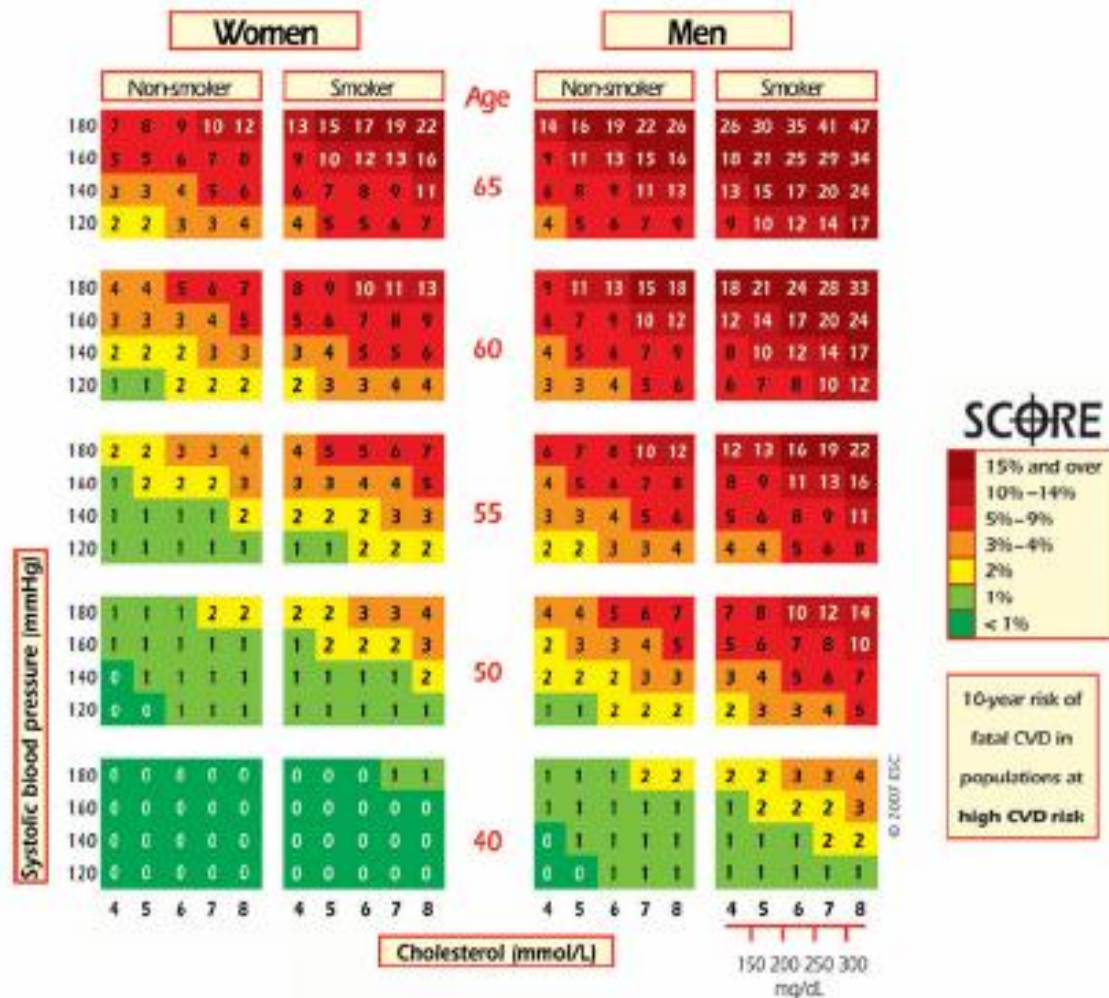 Women Men
Non-smoker Smoker Age Non-smoker Smoker
180 7 8 9 10 12 13 15 17 19 22 14 16 19 22 26 26 30 35 41 47
160 5 5 6 7 8 9 10 12 13 16 9 11 13 15 16 18 21 25 29 34
65
140 3 3 4 5 6 6 7 8 9 11 6 8 9 11 13 13 15 17 20 24
120 2 2 3 3 4 4 5 5 6 7 4 5 6 7 9 9 10 12 14 17
180 4 4 5 6 7 8 9 10 11 13 9 11 13 15 18 18 21 24 28 33
160 3 3 3 4 5 5 6 7 8 9 6 7 9 10 12 12 14 17 20 24
60
140 2 2 2 3 3 3 4 5 5 6 4 5 6 7 9 8 10 12 14 17
120 1 1 2 2 2 2 3 3 4 4 3 3 4 5 6 6 7 8 10 12
180 2 2 3 3 4 4 5 5 6 7 6 7 8 10 12 12 13 16 19 22
160 1 2 2 2 3 3 3 4 4 5 4 5 6 7 8 8 9 11 13 16
55
140 1 1 1 1 2 2 2 2 3 3 3 3 4 5 6 5 6 8 9 11
120 1 1 1 1 1 1 1 2 2 2 2 2 3 3 4 4 4 5 6 8
180 1 1 1 2 2 2 2 3 3 4 4 4 5 6 7 7 8 10 12 14
160 1 1 1 1 1 1 2 2 2 3 2 3 3 4 5 5 6 7 8 10
50
140 0 1 1 1 1 1 1 1 1 2 2 2 2 3 3 3 4 5 6 7
120 0 0 1 1 1 1 1 1 1 1 1 1 2 2 2 2 3 3 4 5
180 0 0 0 0 0 0 0 0 1 1 1 1 1 2 2 2 2 3 3 4
160 0 0 0 0 0 0 0 0 0 0 1 1 1 1 1 1 2 2 2 3
40
140 0 0 0 0 0 0 0 0 0 0 0 1 1 1 1 1 1 1 2 2
120 0 0 0 0 0 0 0 0 0 0 0 0 1 1 1 1 1 1 1 1
4 5 6 7 8 4 5 6 7 8 4 5 6 7 8 4 5 6 7 8
Cholesterol (mmol/L)
150 200 250 300
mg/dL
Systolic blood pressure (mmHg)
© 2007 ESC
SCORE
15% and over
10%–14%
5%–9%
3%–4%
2%
1%
< 1%
10-year risk of
fatal CVD in
populations at
high CVD risk